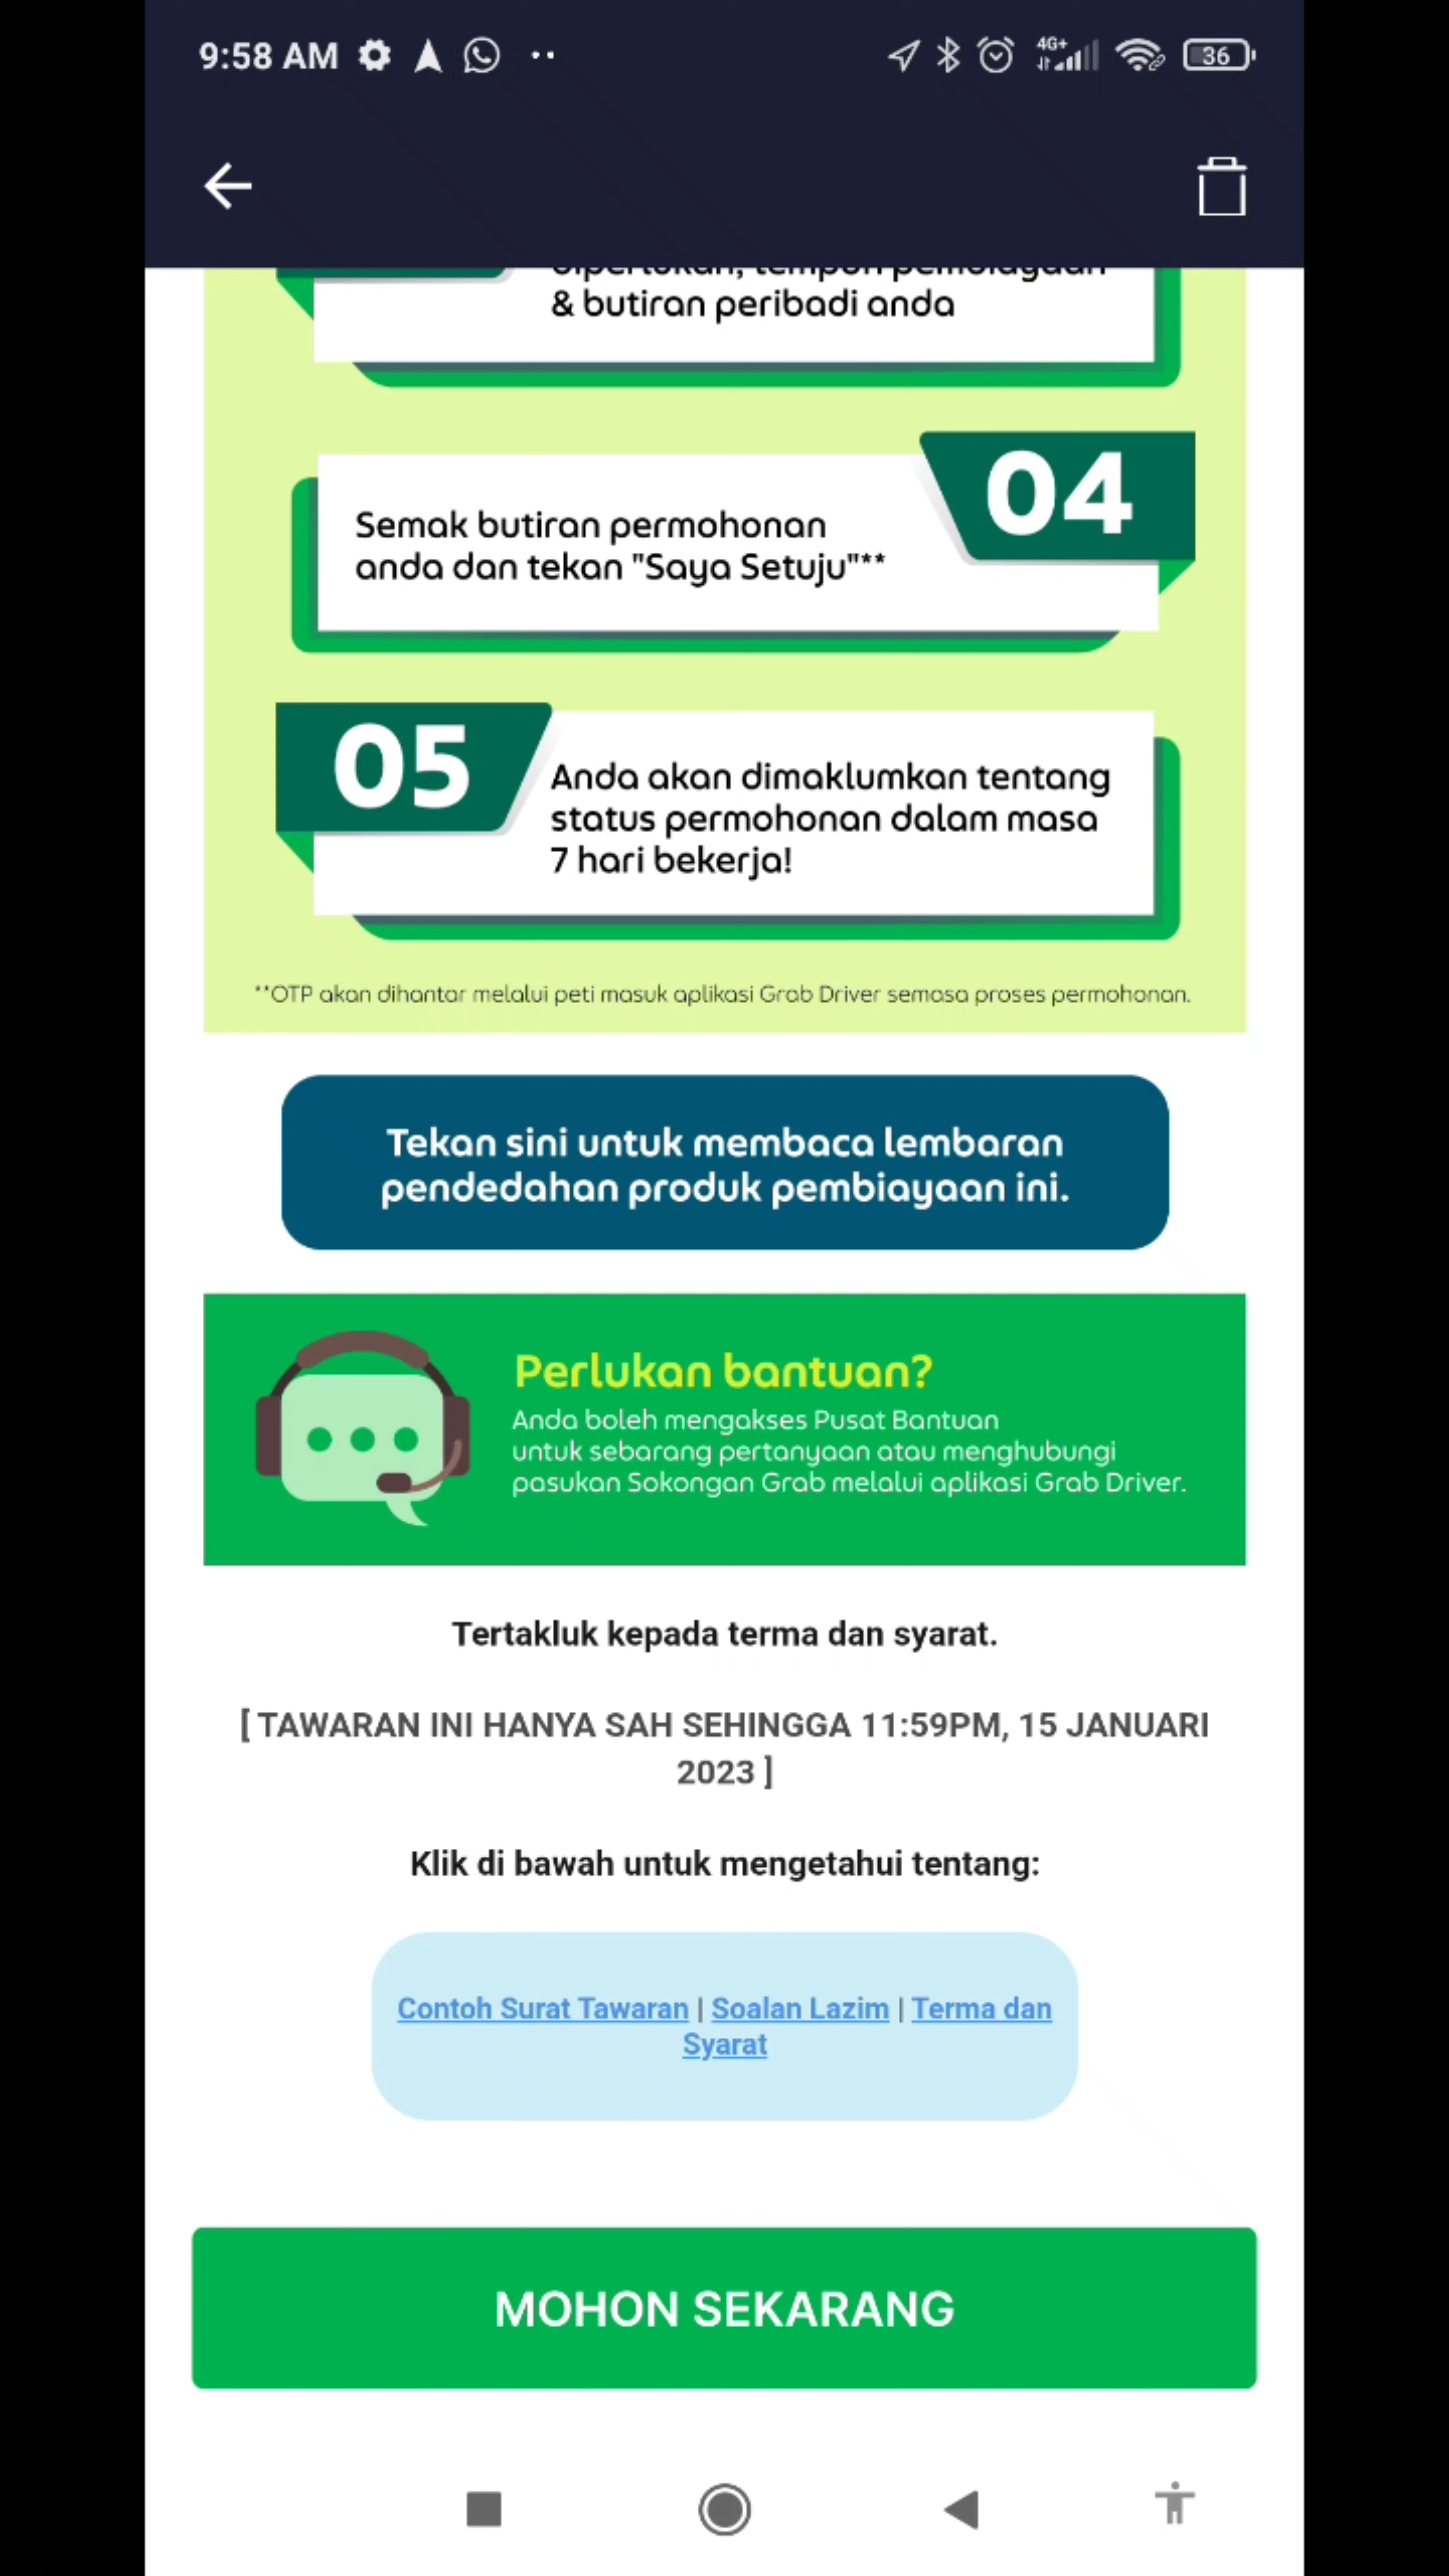 9:58 AM
4G+
36
& butiran peribadi anda
04
Semak butiran permohonan
anda dan tekan "Saya Setuju"**
05
Anda akan dimaklumkan tentang
status permohonan dalam masa
7 hari bekerja!
**OTP akan dihantar melalui peti masuk aplikasi Grab Driver semasa proses permohonan.
Tekan sini untuk membaca lembaran
pendedahan produk pembiayaan ini.
Perlukan bantuan?
Anda boleh mengakses Pusat Bantuan
untuk sebarang pertanyaan atau menghubungi
pasukan Sokongan Grab melalui aplikasi Grab Driver.
Tertakluk kepada terma dan syarat.
[ TAWARAN INI HANYA SAH SEHINGGA 11:59PM, 15 JANUARI
2023 ]
Klik di bawah untuk mengetahui tentang:
Contoh Surat Tawaran | Soalan Lazim | Terma dan
Syarat
MOHON SEKARANG